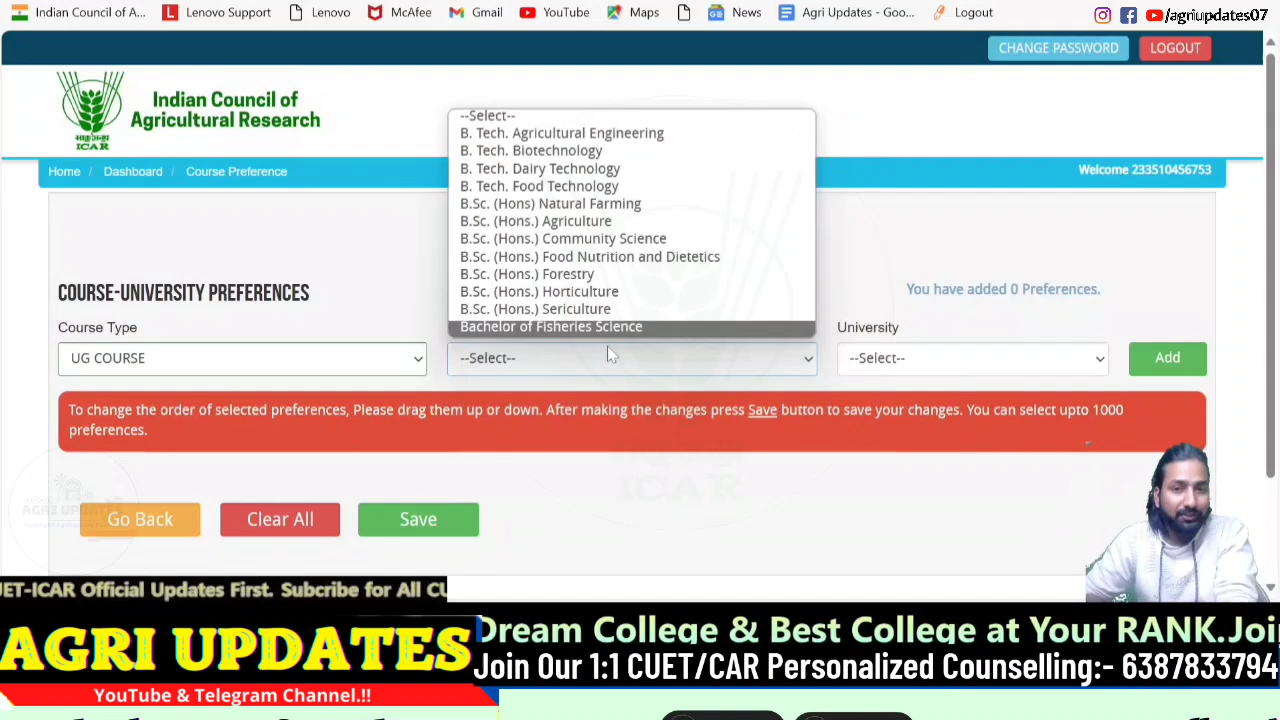 Indian Council of A...
Lenovo Support
Lenovo
McAfee
Gmail
YouTube
Maps
News
Agri Updates - Goo...
Logout
/agriupdates07
CHANGE PASSWORD
LOGOUT
Indian Council of
Agricultural Research
ICAR
Home / Dashboard / Course Preference
Welcome 233510456753
--Select--
B. Tech. Agricultural Engineering
B. Tech. Biotechnology
B. Tech. Dairy Technology
B. Tech. Food Technology
B.Sc. (Hons) Natural Farming
B.Sc. (Hons.) Agriculture
B.Sc. (Hons.) Community Science
B.Sc. (Hons.) Food Nutrition and Dietetics
B.Sc. (Hons.) Forestry
B.Sc. (Hons.) Horticulture
B.Sc. (Hons.) Sericulture
Bachelor of Fisheries Science
COURSE-UNIVERSITY PREFERENCES
You have added 0 Preferences.
Course Type
University
UG COURSE
--Select--
--Select--
Add
To change the order of selected preferences, Please drag them up or down. After making the changes press Save button to save your changes. You can select upto 1000
preferences.
ICAR
AGRI UPDATES
Go Back
Clear All
Save
UET-ICAR Official Updates First. Subcribe for All CU
AGRI UPDATES
YouTube & Telegram Channel.!!
Dream College & Best College at Your RANK.Joi
Join Our 1:1 CUET/CAR Personalized Counselling:- 6387833794